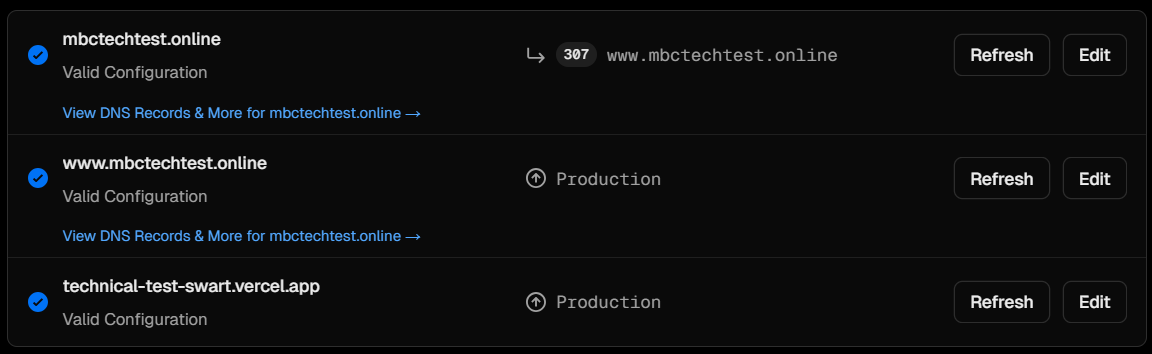 mbctechtest.online
307 www.mbctechtest.online
Refresh
Edit
Valid Configuration
View DNS Records & More for mbctechtest.online →
www.mbctechtest.online
Production
Refresh
Edit
Valid Configuration
View DNS Records & More for mbctechtest.online →
technical-test-swart.vercel.app
Production
Refresh
Edit
Valid Configuration